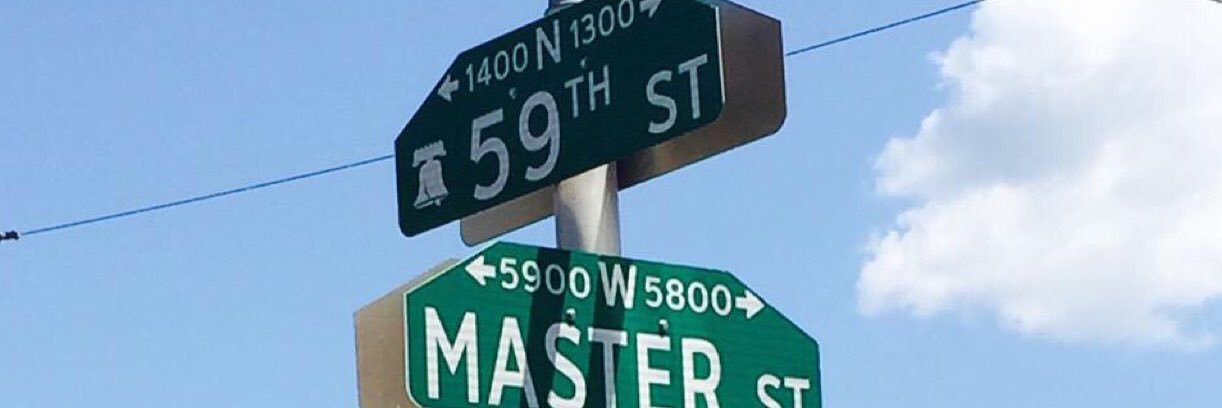 ←1400 N 1300→
59TH ST
←5900 W 5800→
MASTER ST